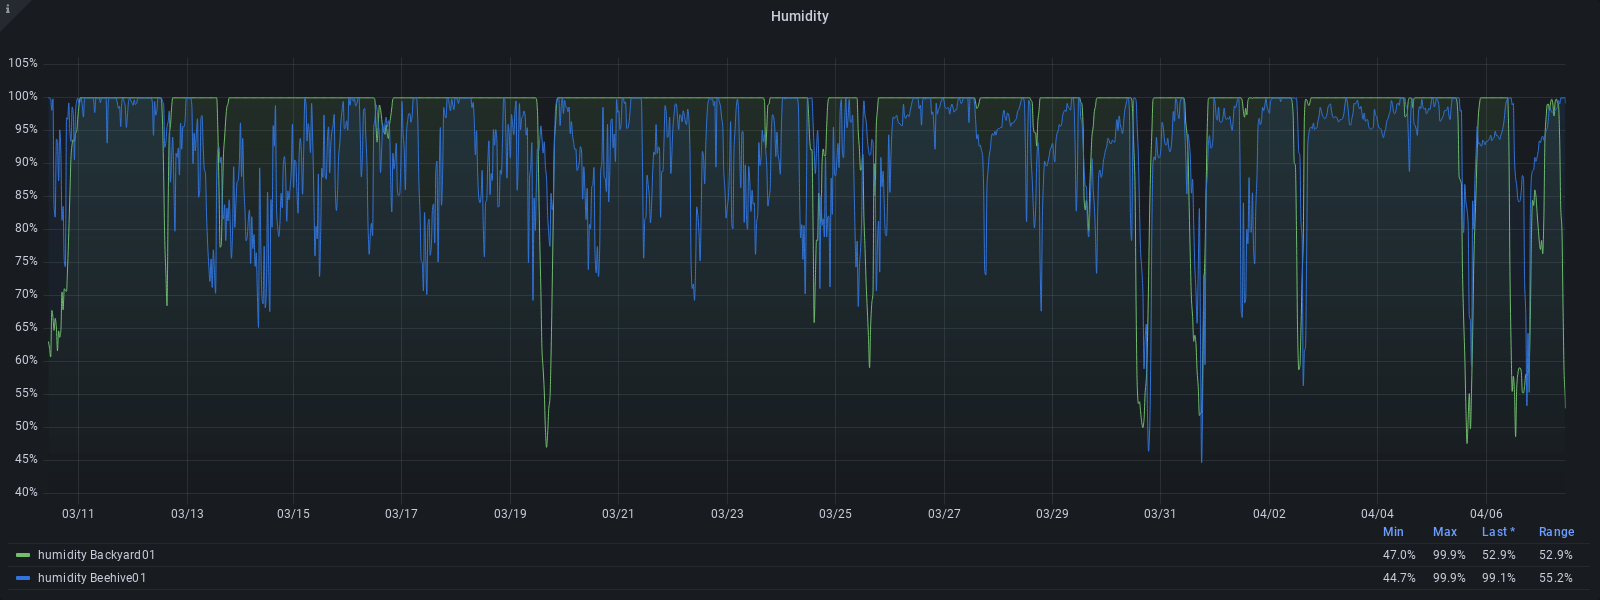 i
Humidity
105%
100%
95%
90%
85%
80%
75%
70%
65%
60%
55%
50%
45%
40%
03/11 03/13 03/15 03/17 03/19 03/21 03/23 03/25 03/27 03/29 03/31 04/02 04/04 04/06
Min Max Last * Range
humidity Backyard01 47.0% 99.9% 52.9% 52.9%
humidity Beehive01 44.7% 99.9% 99.1% 55.2%